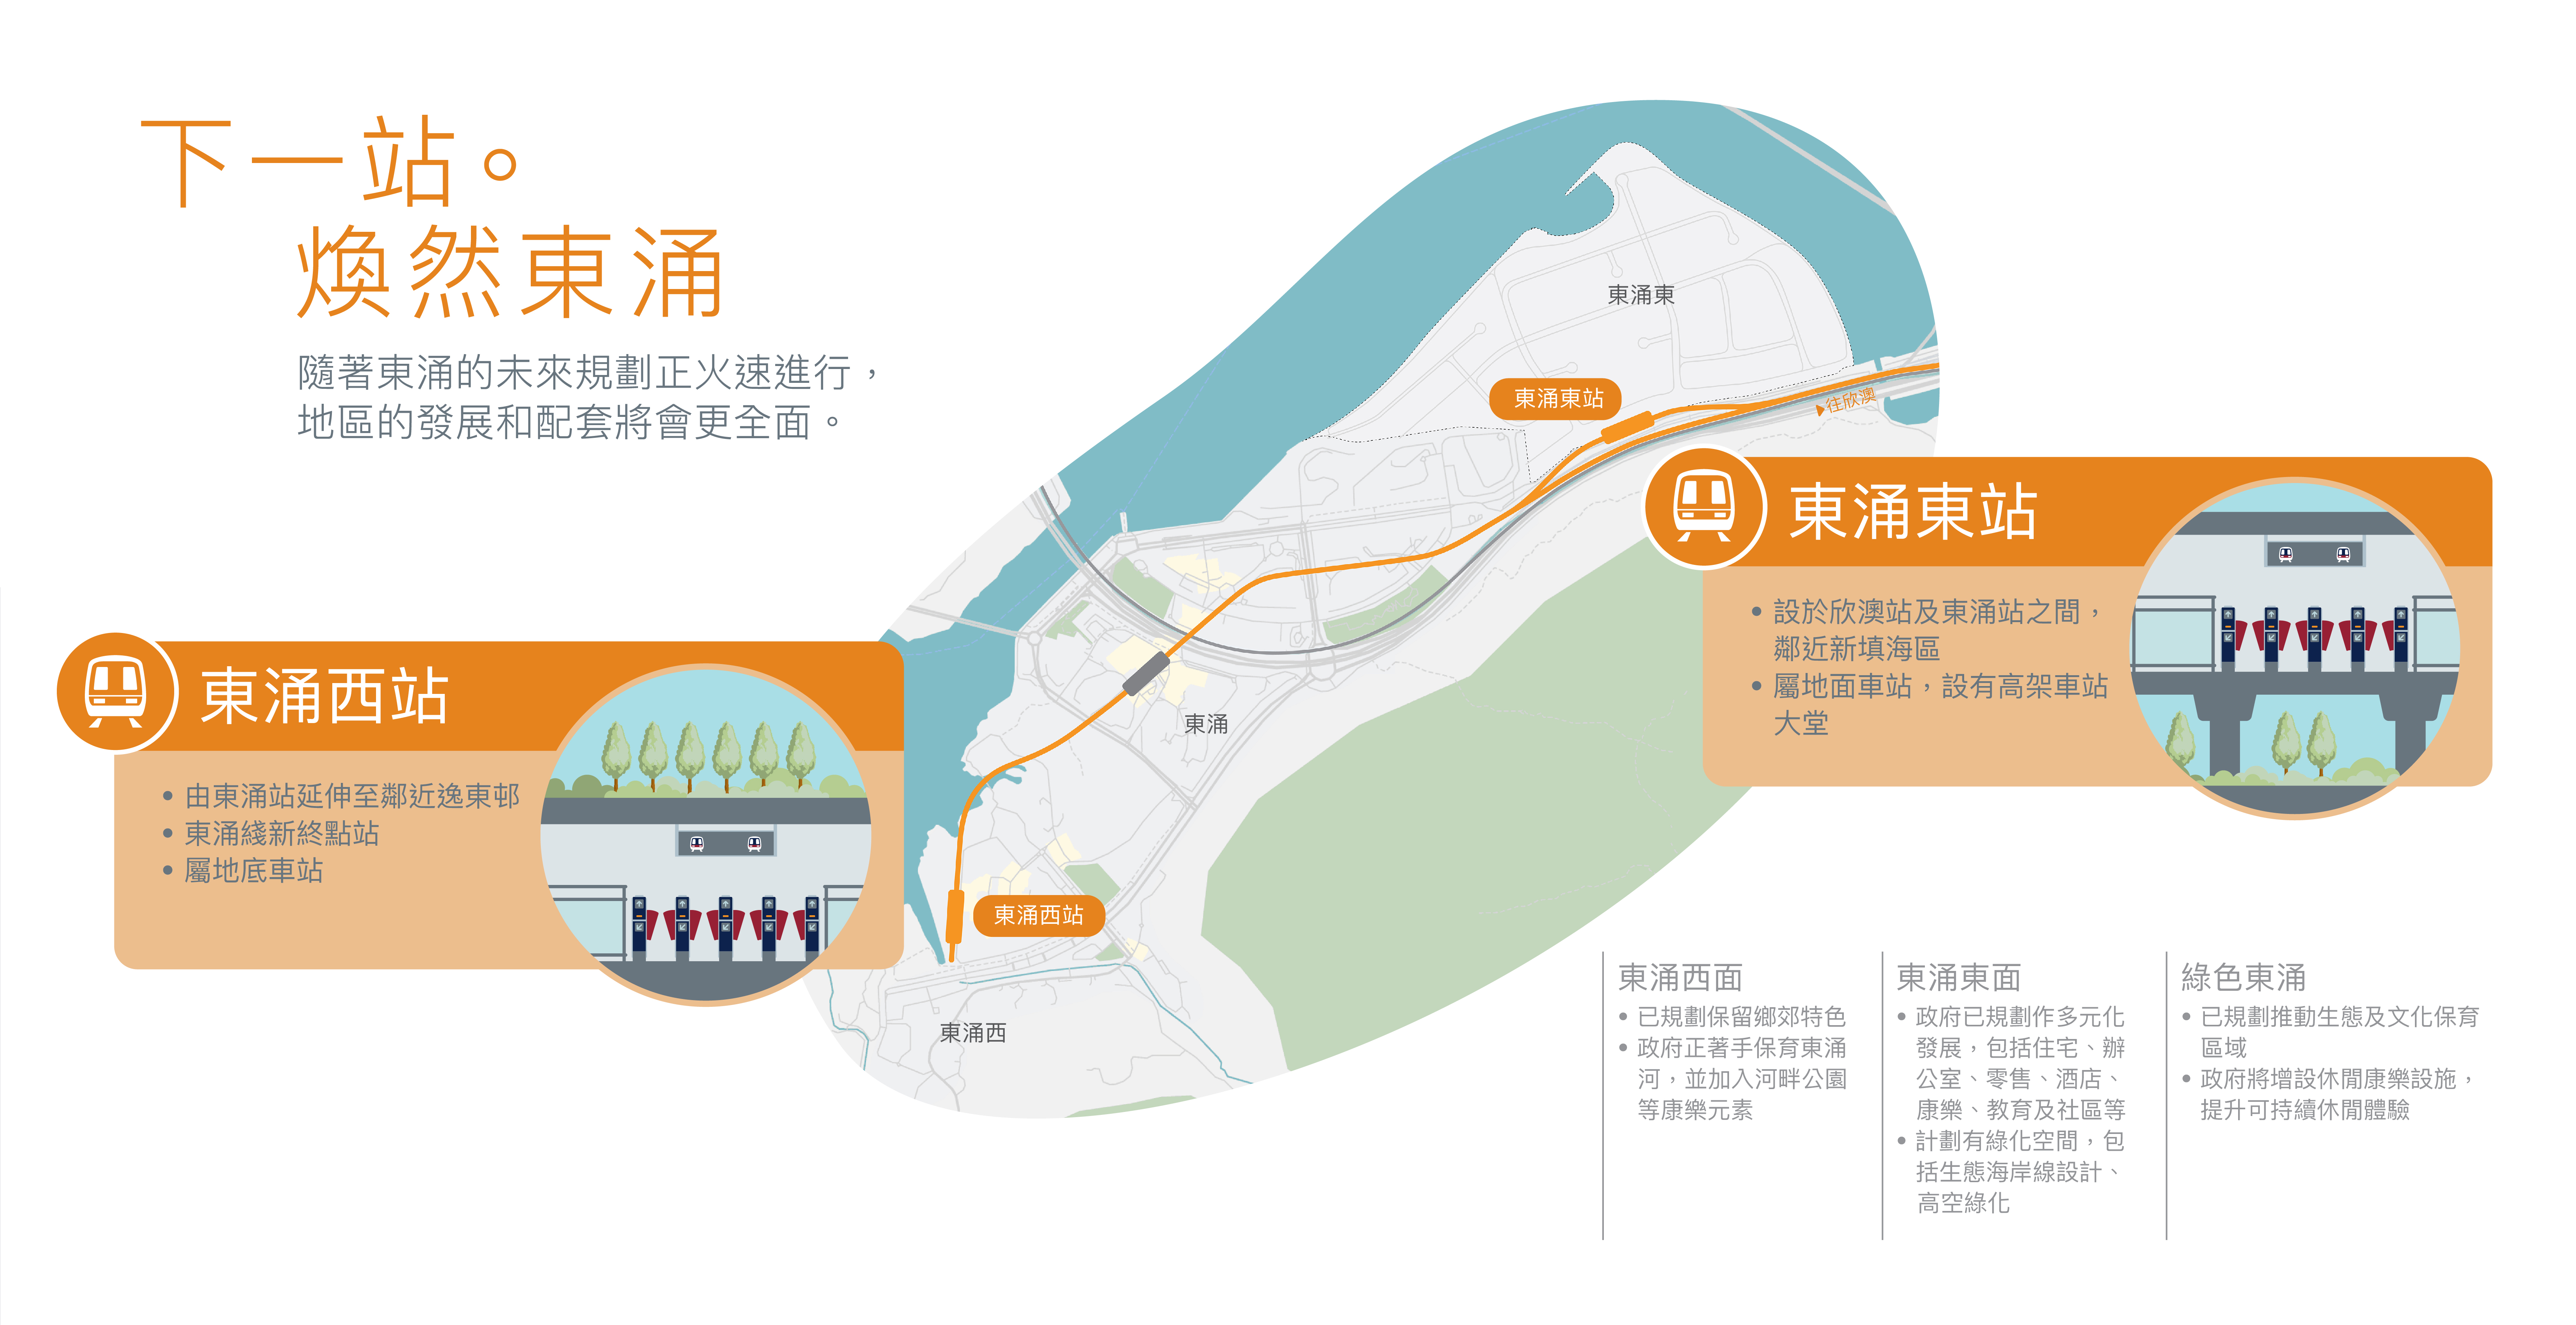 下一站。
煥然東涌
隨著東涌的未來規劃正火速進行，
地區的發展和配套將會更全面。
東涌東
東涌東站
往欣澳
東涌東站
• 設於欣澳站及東涌站之間，
鄰近新填海區
• 屬地面車站，設有高架車站
大堂
東涌西站
• 由東涌站延伸至鄰近逸東邨
• 東涌綫新終點站
• 屬地底車站
東涌
東涌西站
東涌西
東涌西面
• 已規劃保留鄉郊特色
• 政府正著手保育東涌
河，並加入河畔公園
等康樂元素
東涌東面
• 政府已規劃作多元化
發展，包括住宅、辦
公室、零售、酒店、
康樂、教育及社區等
• 計劃有綠化空間，包
括生態海岸線設計、
高空綠化
綠色東涌
• 已規劃推動生態及文化保育
區域
• 政府將增設休閒康樂設施，
提升可持續休閒體驗